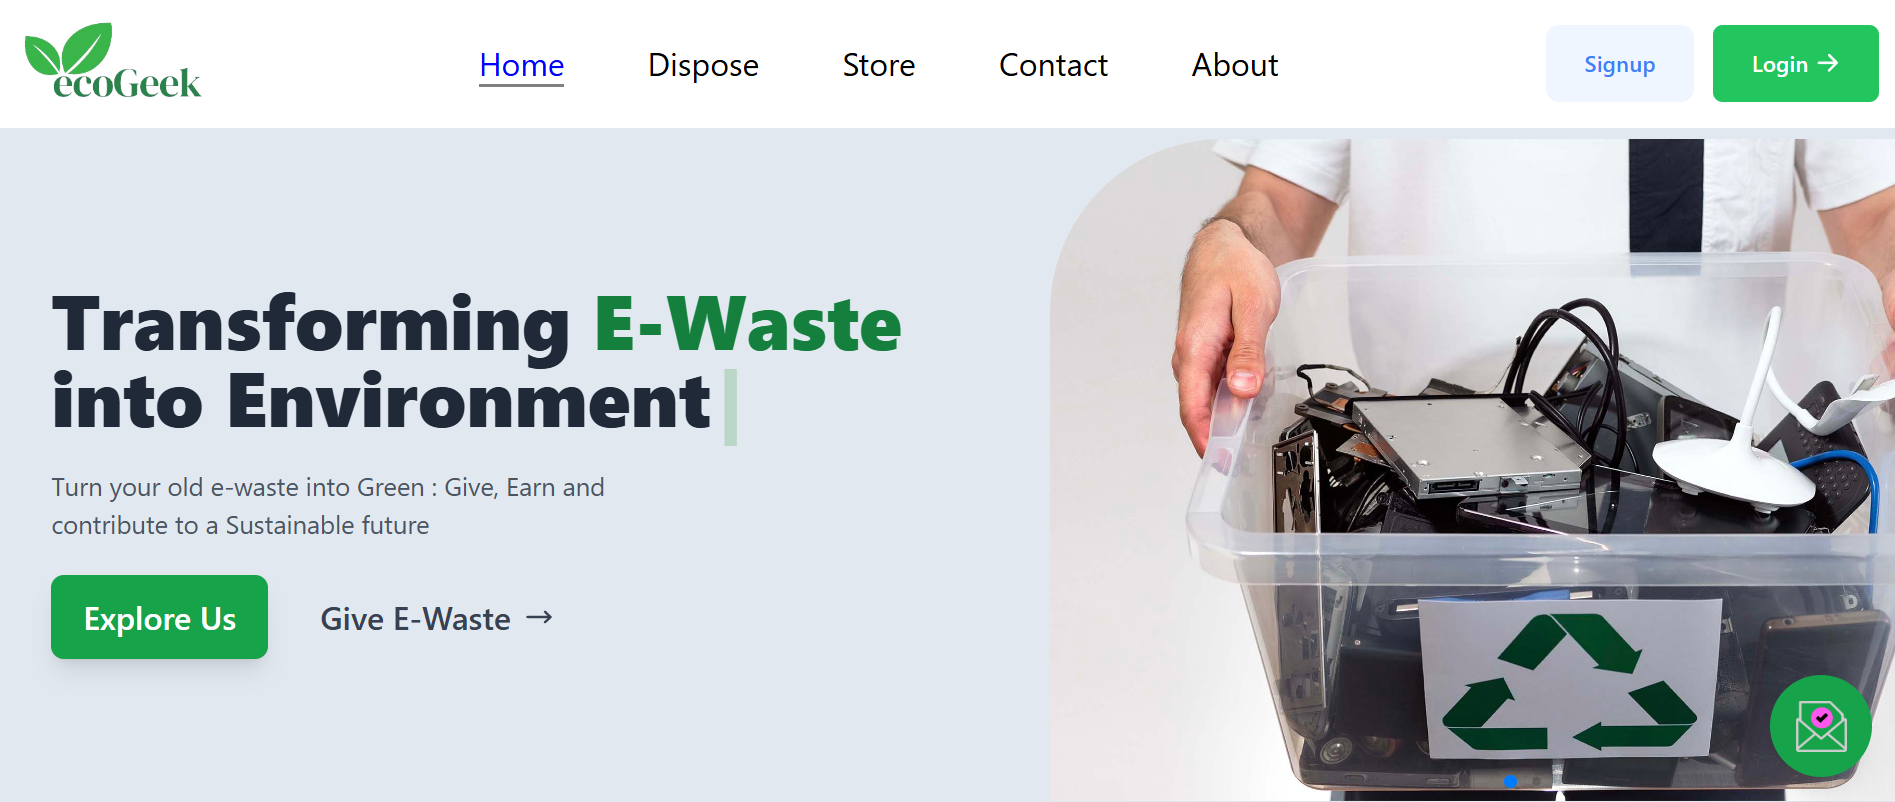 ecoGeek
Home
Dispose
Store
Contact
About
Signup
Login →
Transforming E-Waste
into Environment
Turn your old e-waste into Green : Give, Earn and
contribute to a Sustainable future
Explore Us
Give E-Waste →